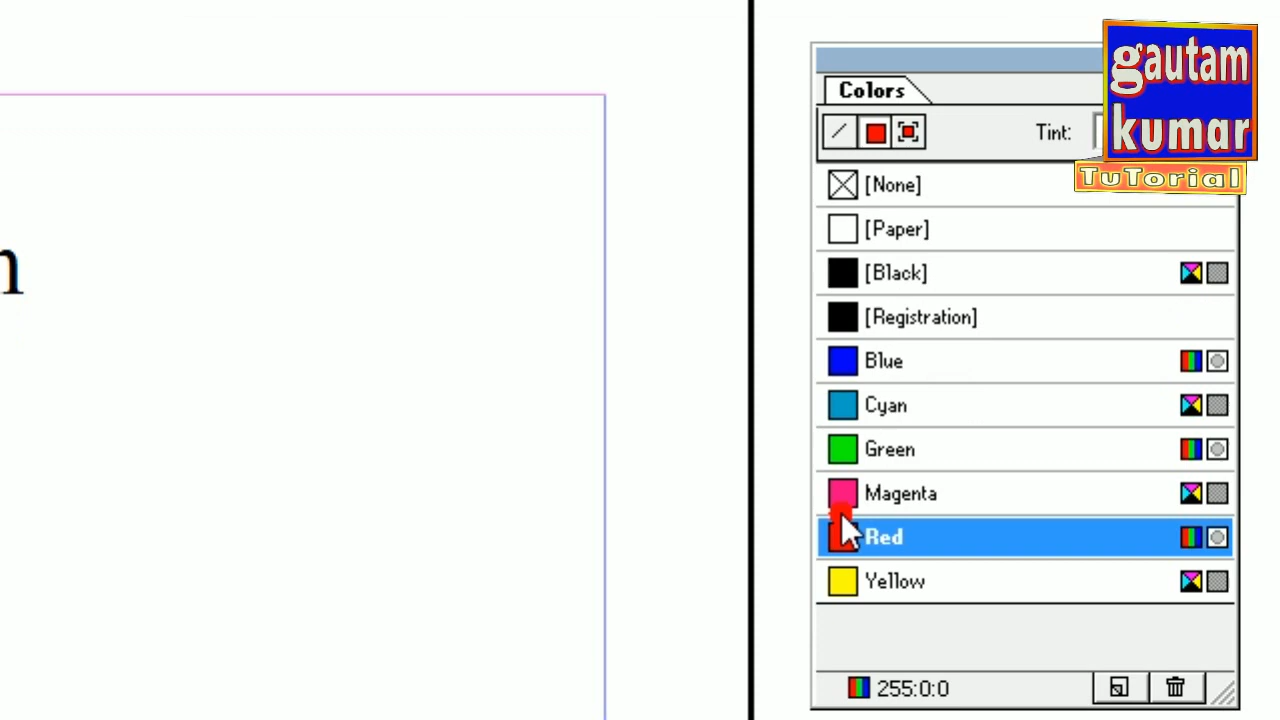 gautam
kumar
TuTorial
Colors
Tint:
[None]
[Paper]
[Black]
n
[Registration]
Blue
Cyan
Green
Magenta
Red
Yellow
255:0:0